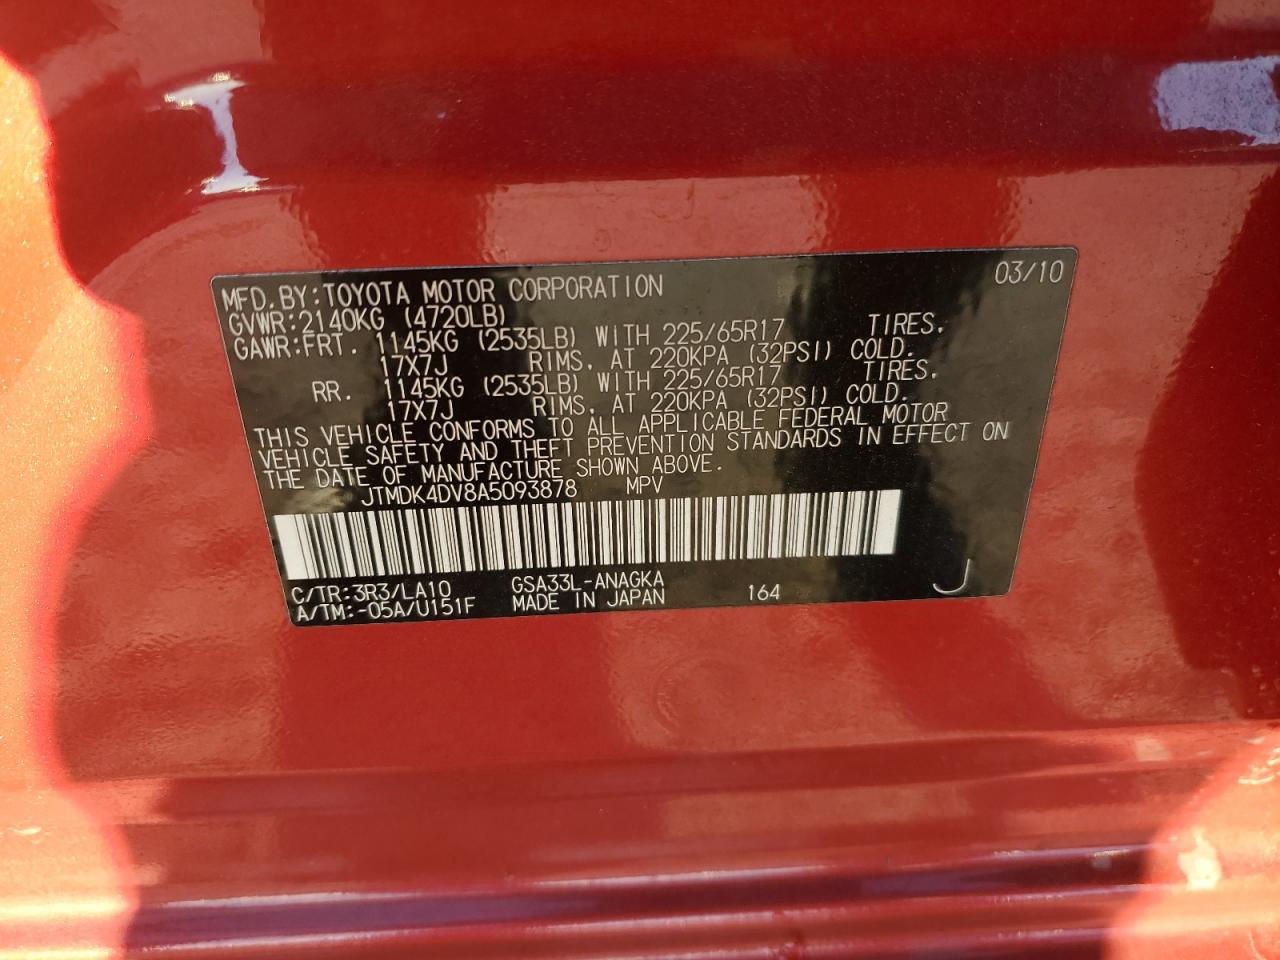 MFD. BY: TOYOTA MOTOR CORPORATION 03/10
GVWR: 2140KG (4720LB)
GAWR: FRT. 1145KG (2535LB) WITH 225/65R17 TIRES.
17X7J RIMS. AT 220KPA (32PSI) COLD.
RR. 1145KG (2535LB) WITH 225/65R17 TIRES.
17X7J RIMS. AT 220KPA (32PSI) COLD.
THIS VEHICLE CONFORMS TO ALL APPLICABLE FEDERAL MOTOR
VEHICLE SAFETY AND THEFT PREVENTION STANDARDS IN EFFECT ON
THE DATE OF MANUFACTURE SHOWN ABOVE.
JTMDK4DV8A5093878 MPV
C/TR: 3R3/LA10 GSA33L-ANAGKA 164 J
A/TM: -05A/U151F MADE IN JAPAN